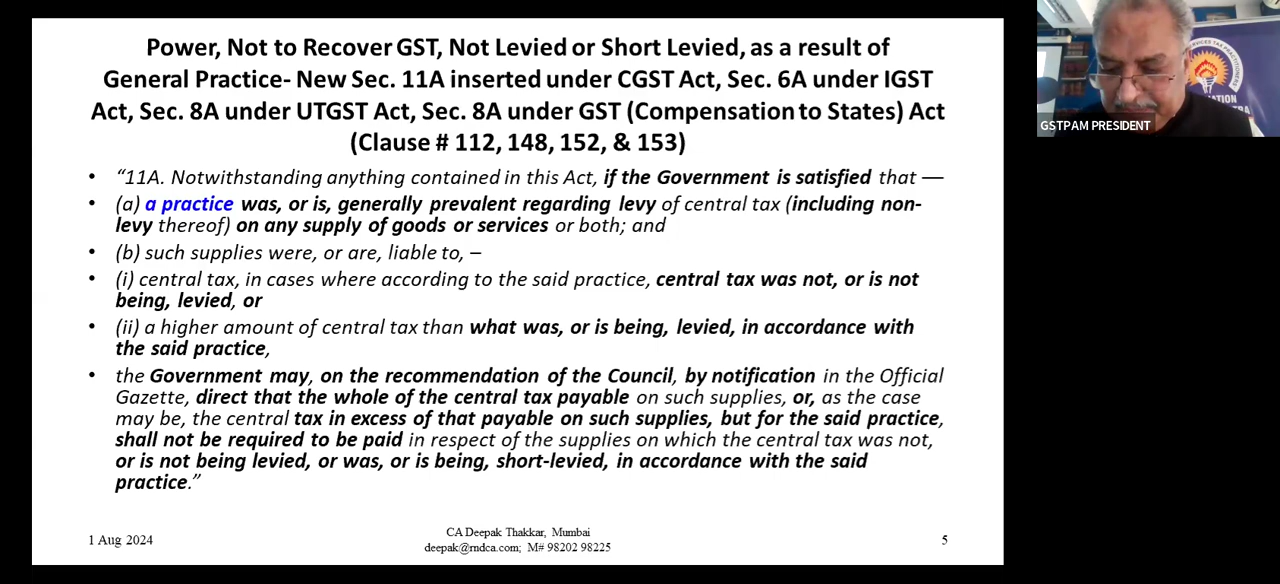 Power, Not to Recover GST, Not Levied or Short Levied, as a result of
General Practice- New Sec. 11A inserted under CGST Act, Sec. 6A under IGST
Act, Sec. 8A under UTGST Act, Sec. 8A under GST (Compensation to States) Act
(Clause # 112, 148, 152, & 153)
• “11A. Notwithstanding anything contained in this Act, if the Government is satisfied that —
• (a) a practice was, or is, generally prevalent regarding levy of central tax (including non-
levy thereof) on any supply of goods or services or both; and
• (b) such supplies were, or are, liable to, –
• (i) central tax, in cases where according to the said practice, central tax was not, or is not
being, levied, or
• (ii) a higher amount of central tax than what was, or is being, levied, in accordance with
the said practice,
• the Government may, on the recommendation of the Council, by notification in the Official
Gazette, direct that the whole of the central tax payable on such supplies, or, as the case
may be, the central tax in excess of that payable on such supplies, but for the said practice,
shall not be required to be paid in respect of the supplies on which the central tax was not,
or is not being levied, or was, or is being, short-levied, in accordance with the said
practice.”
1 Aug 2024
CA Deepak Thakkar, Mumbai
deepak@rndca.com; M# 98202 98225
5
GSTPAM PRESIDENT